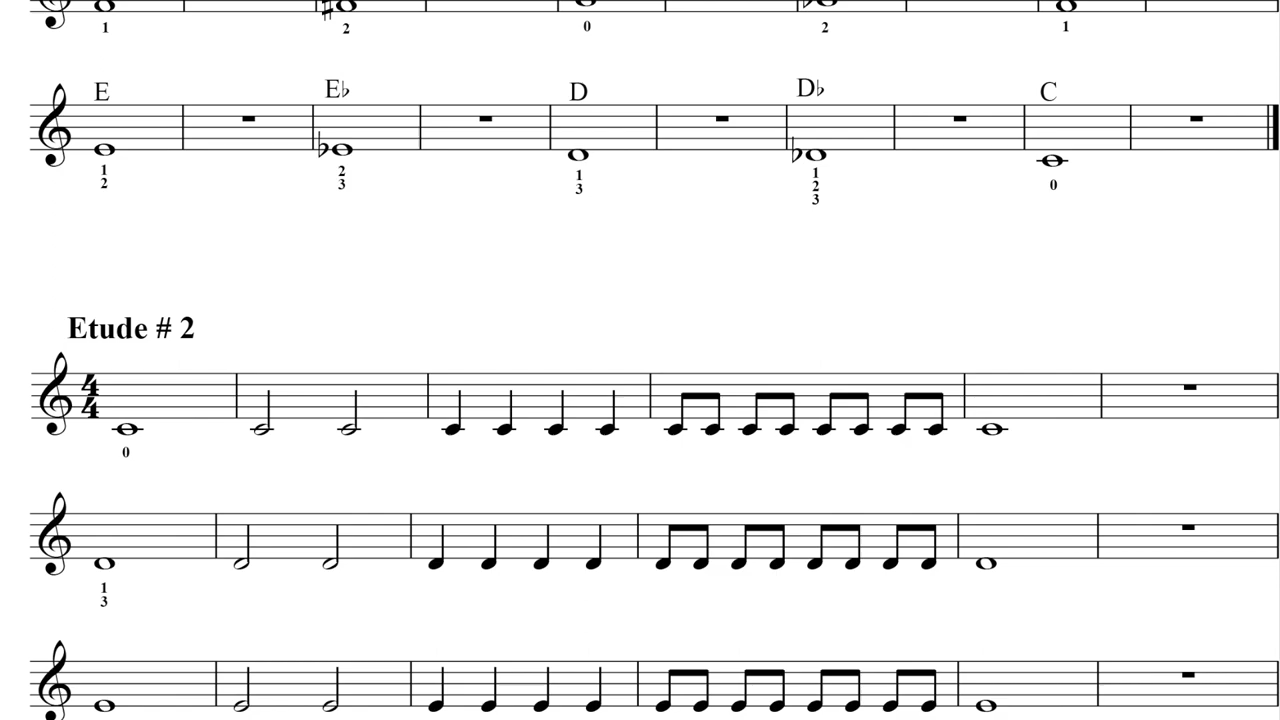 1 2 0 2 1
E E♭ D D♭ C
1 2 1 1 0
2 3 3 2
3
Etude # 2
4
4
0
1
3